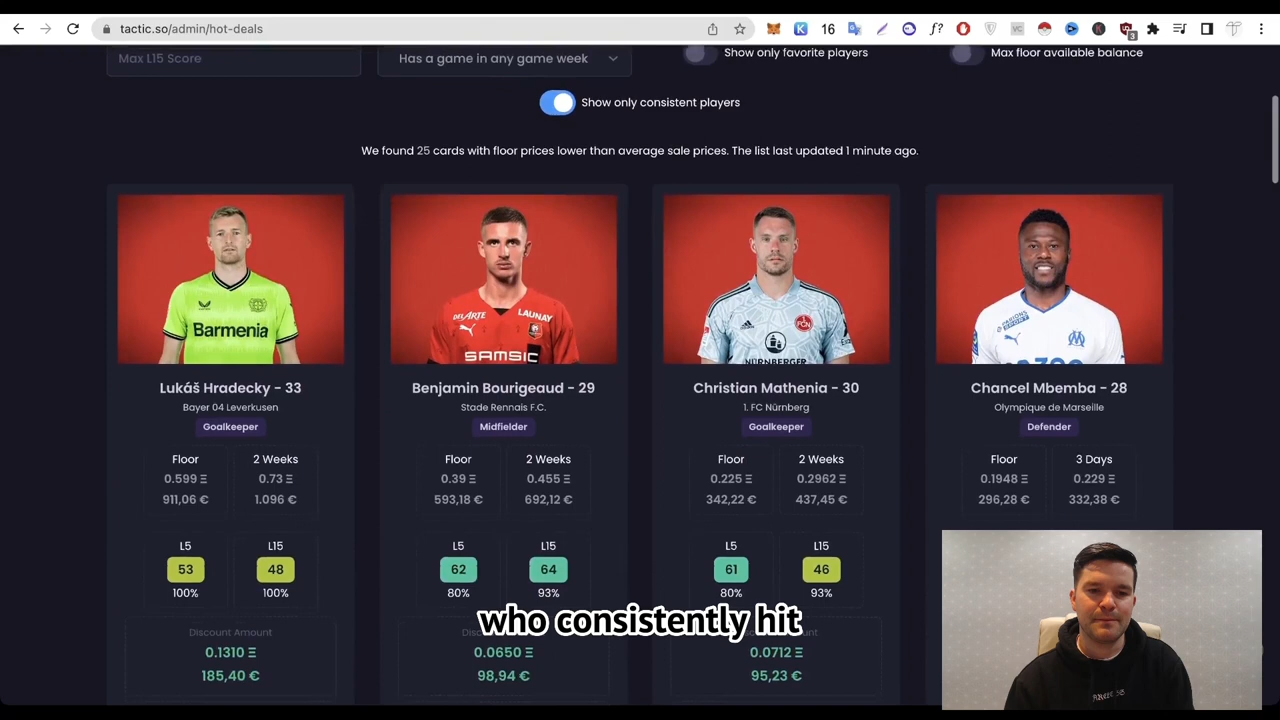 tactic.so/admin/hot-deals
16
3
Max L15 Score
Has a game in any game week
Show only favorite players
Max floor available balance
Show only consistent players
We found 25 cards with floor prices lower than average sale prices. The list last updated 1 minute ago.
Barmenia
DEL ARTE
LAUNAY
SAMSIC
FCN
NÜRNBERGER
PARIONS SPORT
Lukáš Hradecky - 33
Bayer 04 Leverkusen
Goalkeeper
Floor
2 Weeks
0.599 Ξ
0.73 Ξ
911,06 €
1.096 €
L5
L15
53
48
100%
100%
Discount Amount
0.1310 Ξ
185,40 €
Benjamin Bourigeaud - 29
Stade Rennais F.C.
Midfielder
Floor
2 Weeks
0.39 Ξ
0.455 Ξ
593,18 €
692,12 €
L5
L15
62
64
80%
93%
0.0650 Ξ
98,94 €
Christian Mathenia - 30
1. FC Nürnberg
Goalkeeper
Floor
2 Weeks
0.225 Ξ
0.2962 Ξ
342,22 €
437,45 €
L5
L15
61
46
80%
93%
0.0712 Ξ
95,23 €
Chancel Mbemba - 28
Olympique de Marseille
Defender
Floor
3 Days
0.1948 Ξ
0.229 Ξ
296,28 €
332,38 €
who consistently hit